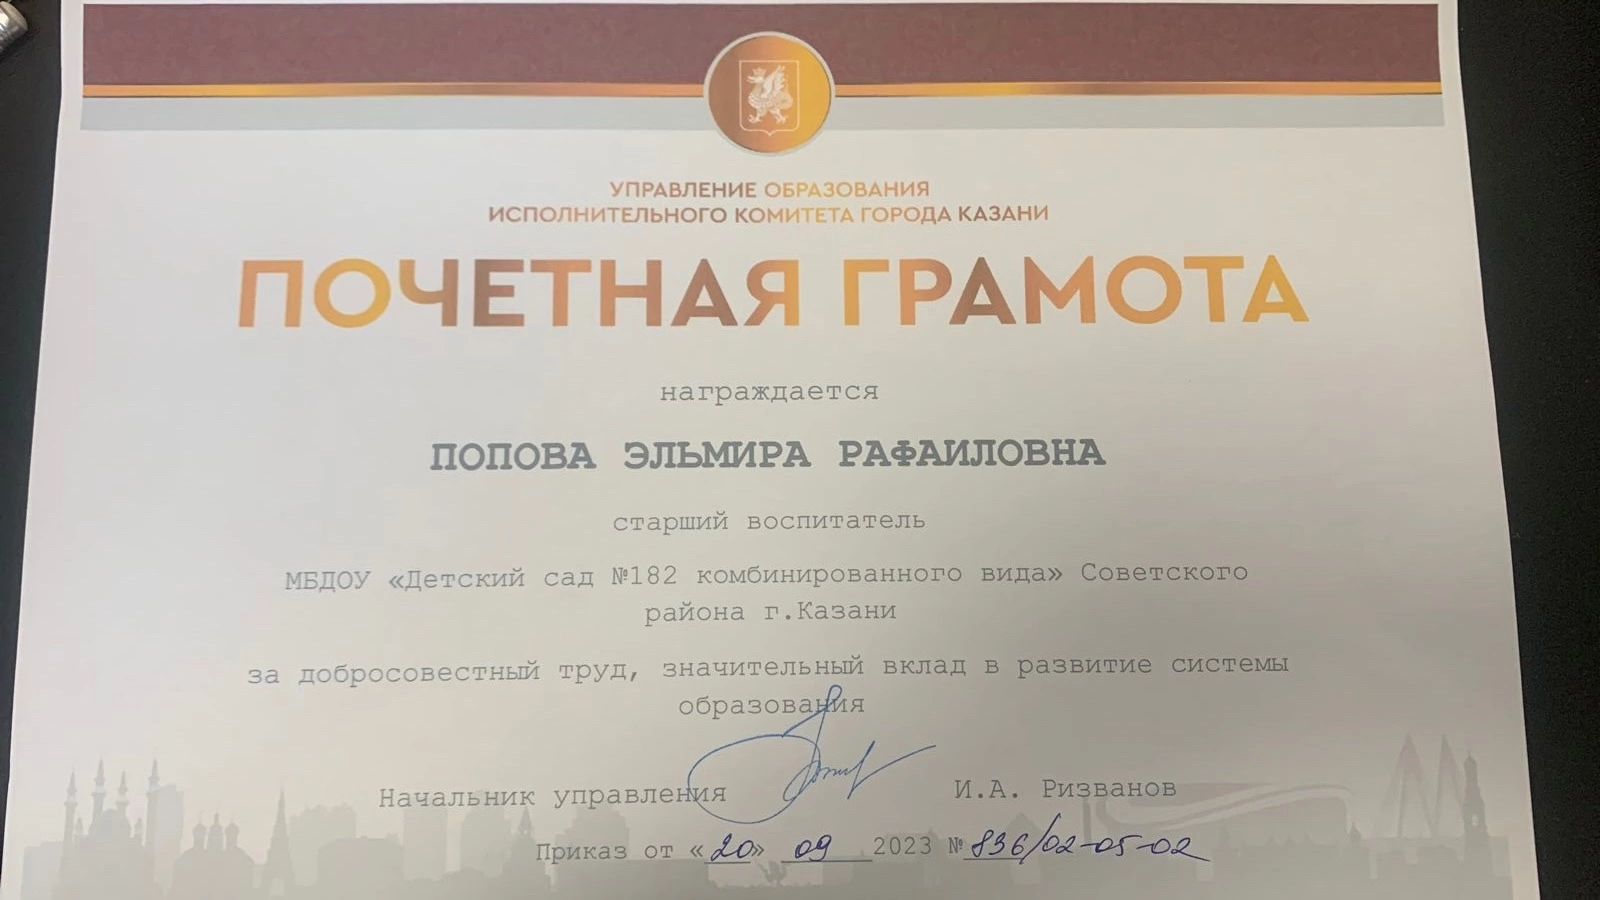 УПРАВЛЕНИЕ ОБРАЗОВАНИЯ
ИСПОЛНИТЕЛЬНОГО КОМИТЕТА ГОРОДА КАЗАНИ
ПОЧЕТНАЯ ГРАМОТА
награждается
ПОПОВА ЭЛЬМИРА РАФАИЛОВНА
старший воспитатель
МБДОУ «Детский сад №182 комбинированного вида» Советского
района г.Казани
за добросовестный труд, значительный вклад в развитие системы
образования
Начальник управления И.А. Ризванов
Приказ от «20» 09 2023 № 836/02-05-02